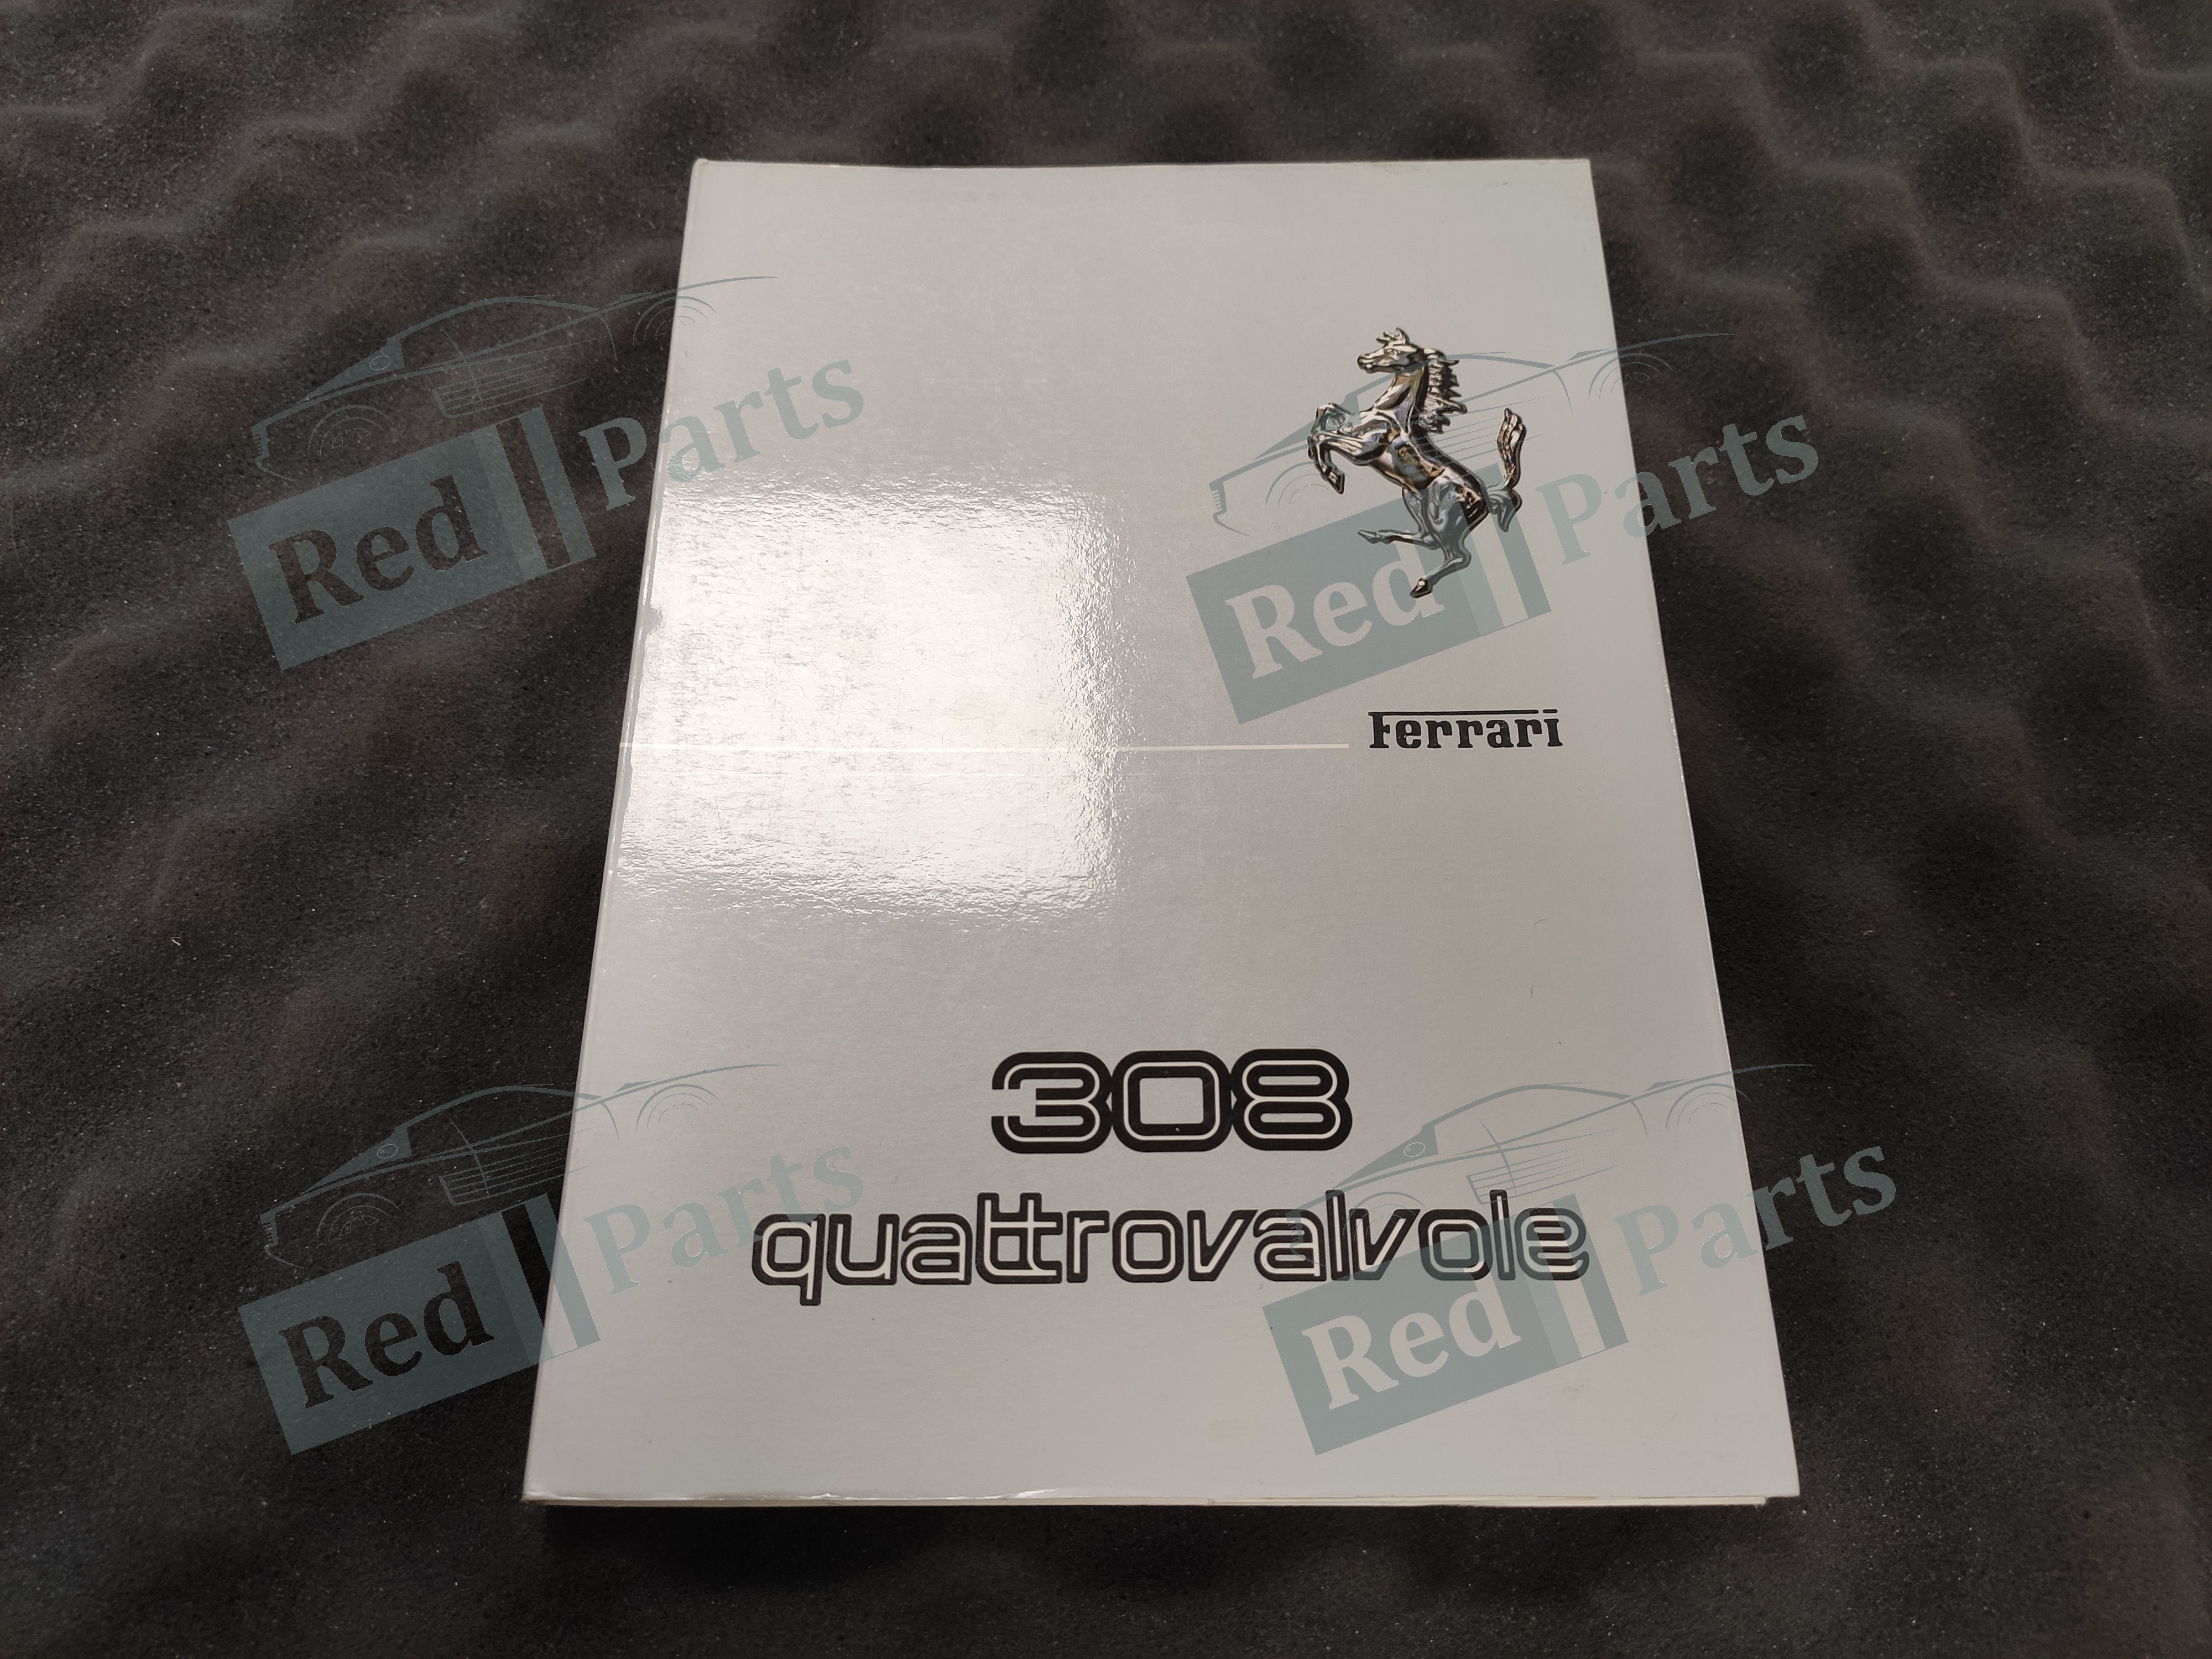 Red Parts
Red Parts
Ferrari
308
quattrovalvole
Red Parts
Red Parts